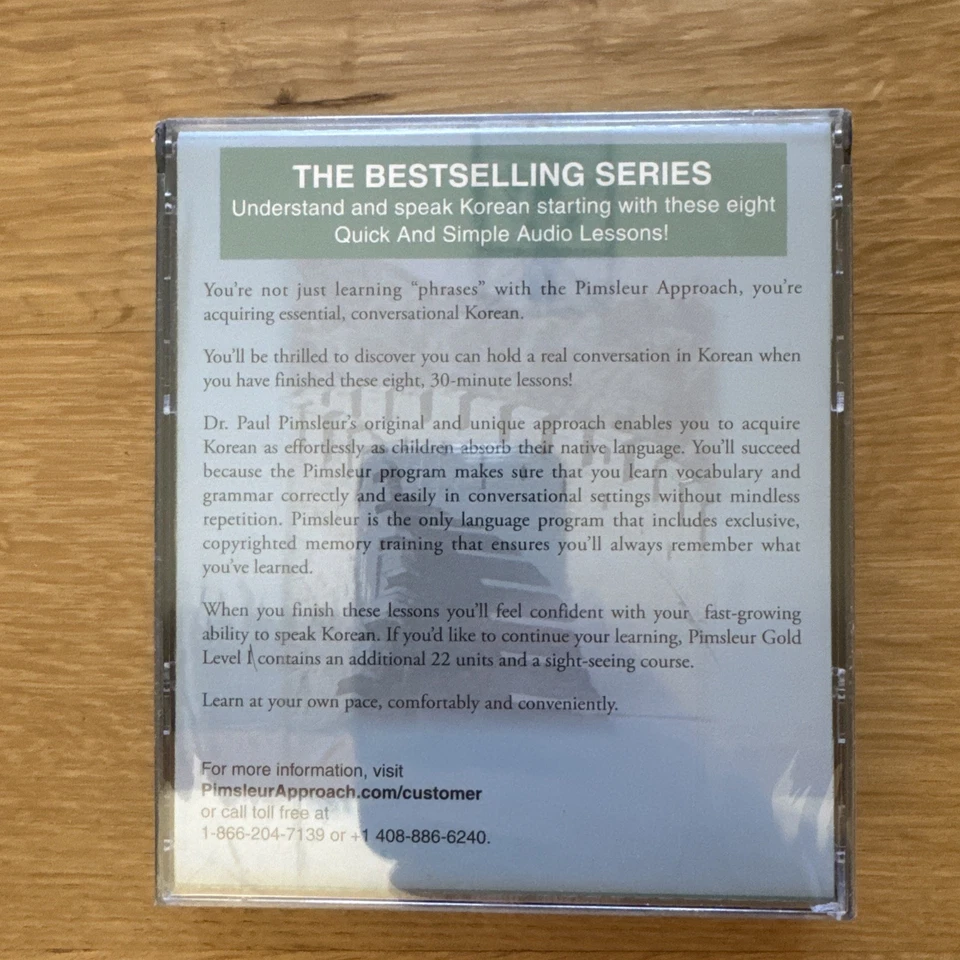 THE BESTSELLING SERIES
Understand and speak Korean starting with these eight
Quick And Simple Audio Lessons!
You're not just learning “phrases” with the Pimsleur Approach, you're
acquiring essential, conversational Korean.
You'll be thrilled to discover you can hold a real conversation in Korean when
you have finished these eight, 30-minute lessons!
Dr. Paul Pimsleur's original and unique approach enables you to acquire
Korean as effortlessly as children absorb their native language. You'll succeed
because the Pimsleur program makes sure that you learn vocabulary and
grammar correctly and easily in conversational settings without mindless
repetition. Pimsleur is the only language program that includes exclusive,
copyrighted memory training that ensures you'll always remember what
you've learned.
When you finish these lessons you'll feel confident with your fast-growing
ability to speak Korean. If you'd like to continue your learning, Pimsleur Gold
Level I contains an additional 22 units and a sight-seeing course.
Learn at your own pace, comfortably and conveniently.
For more information, visit
PimsleurApproach.com/customer
or call toll free at
1-866-204-7139 or +1 408-886-6240.